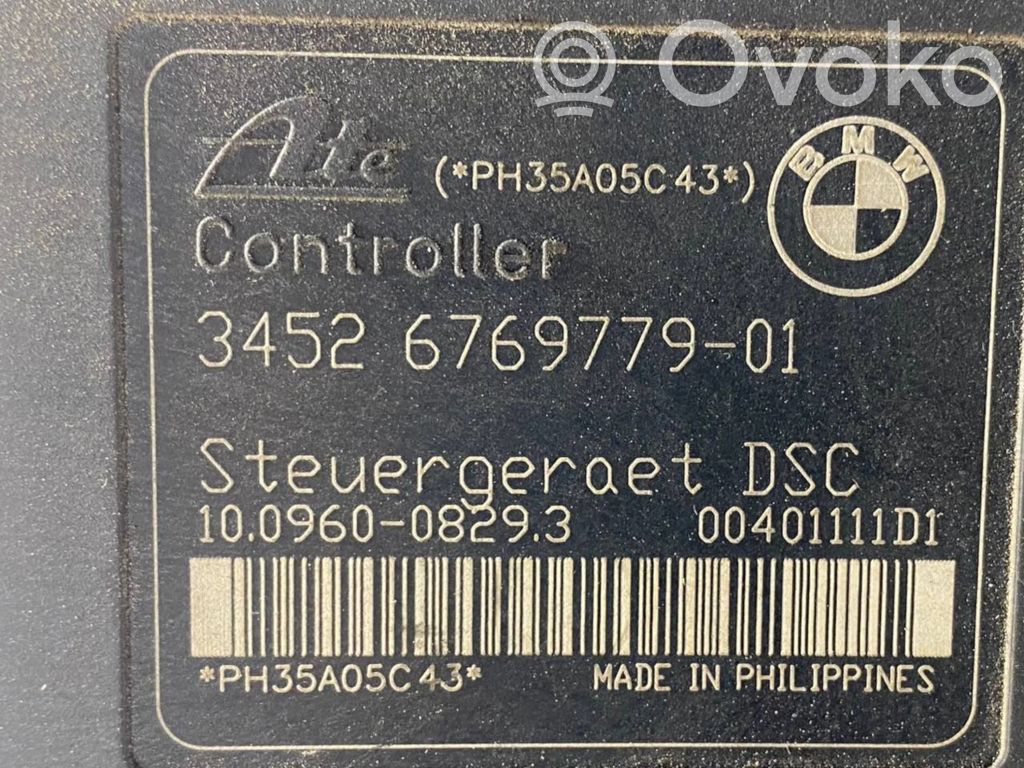 Ovoko
Ate
(*PH35A05C43*)
BMW
Controller
3452 6769779-01
Steuergeraet DSC
10.0960-0829.3 00401111D1
*PH35A05C43* MADE IN PHILIPPINES